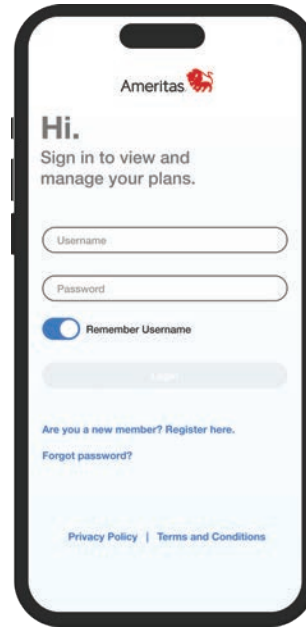 Ameritas
Hi.
Sign in to view and
manage your plans.
Username
Password
Remember Username
Login
Are you a new member? Register here.
Forgot password?
Privacy Policy | Terms and Conditions